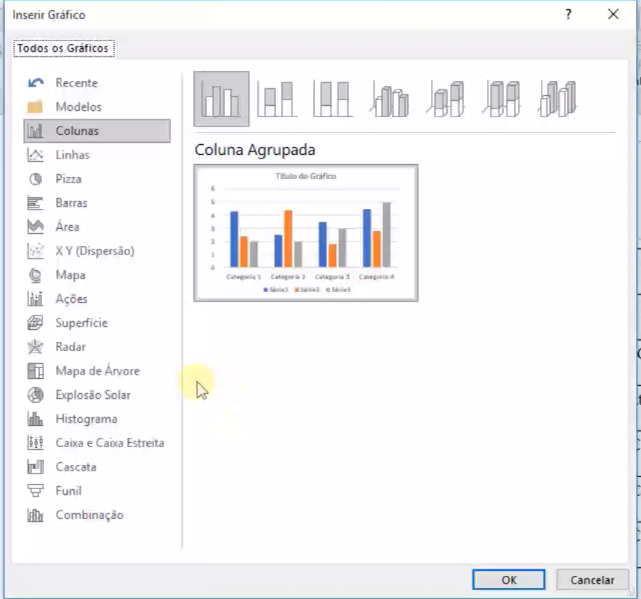 Inserir Gráfico
?
Todos os Gráficos
Recente
Modelos
Colunas
Linhas
Pizza
Barras
Área
X Y (Dispersão)
Mapa
Ações
Superfície
Radar
Mapa de Árvore
Explosão Solar
Histograma
Caixa e Caixa Estreita
Cascata
Funil
Combinação
Coluna Agrupada
Título do Gráfico
6
5
4
3
2
1
0
Categoria 1 Categoria 2 Categoria 3 Categoria 4
Série1 Série2 Série3
OK Cancelar